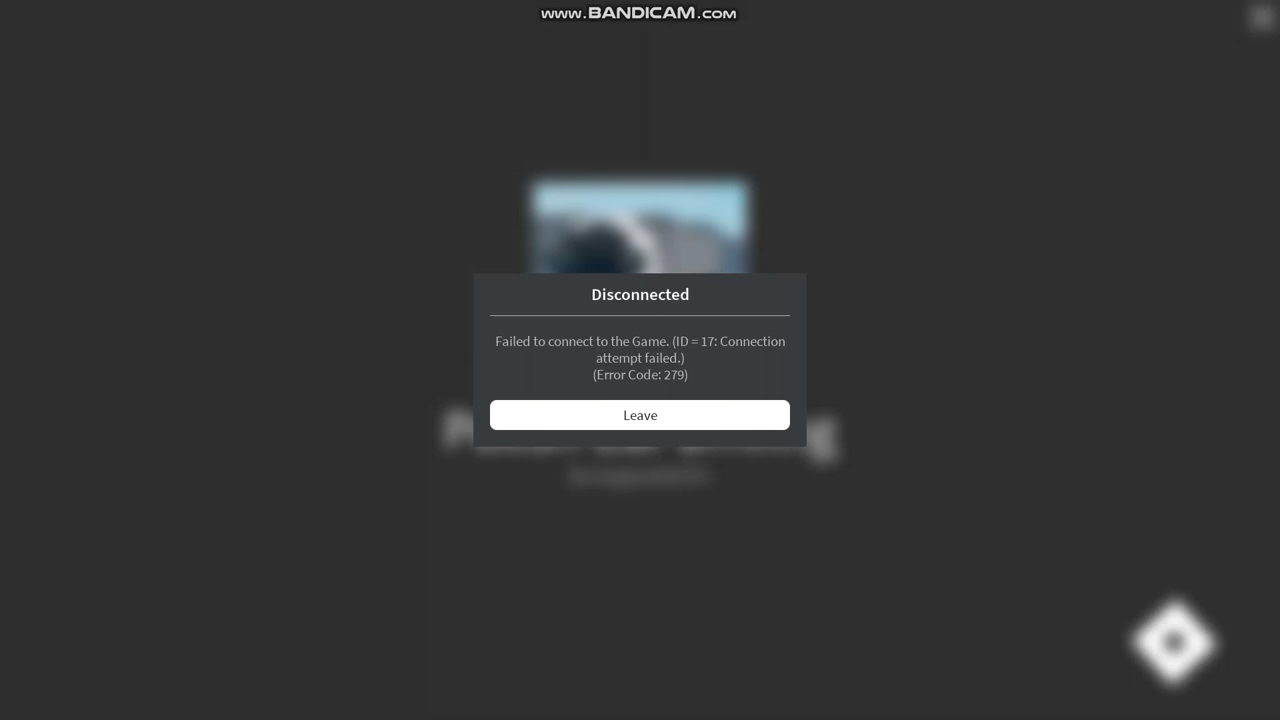 www.BANDICAM.com
Disconnected
Failed to connect to the Game. (ID = 17: Connection
attempt failed.)
(Error Code: 279)
Leave